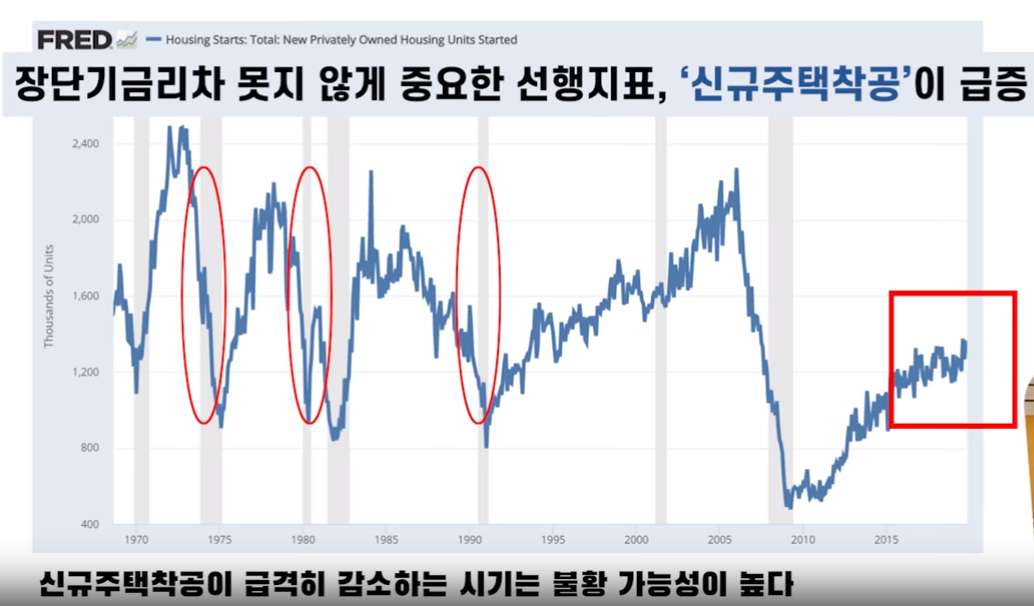 FRED
Housing Starts: Total: New Privately Owned Housing Units Started
장단기금리차 못지 않게 중요한 선행지표, ‘신규주택착공’이 급증
Thousands of Units
2,400
2,000
1,600
1,200
800
400
1970 1975 1980 1985 1990 1995 2000 2005 2010 2015
신규주택착공이 급격히 감소하는 시기는 불황 가능성이 높다